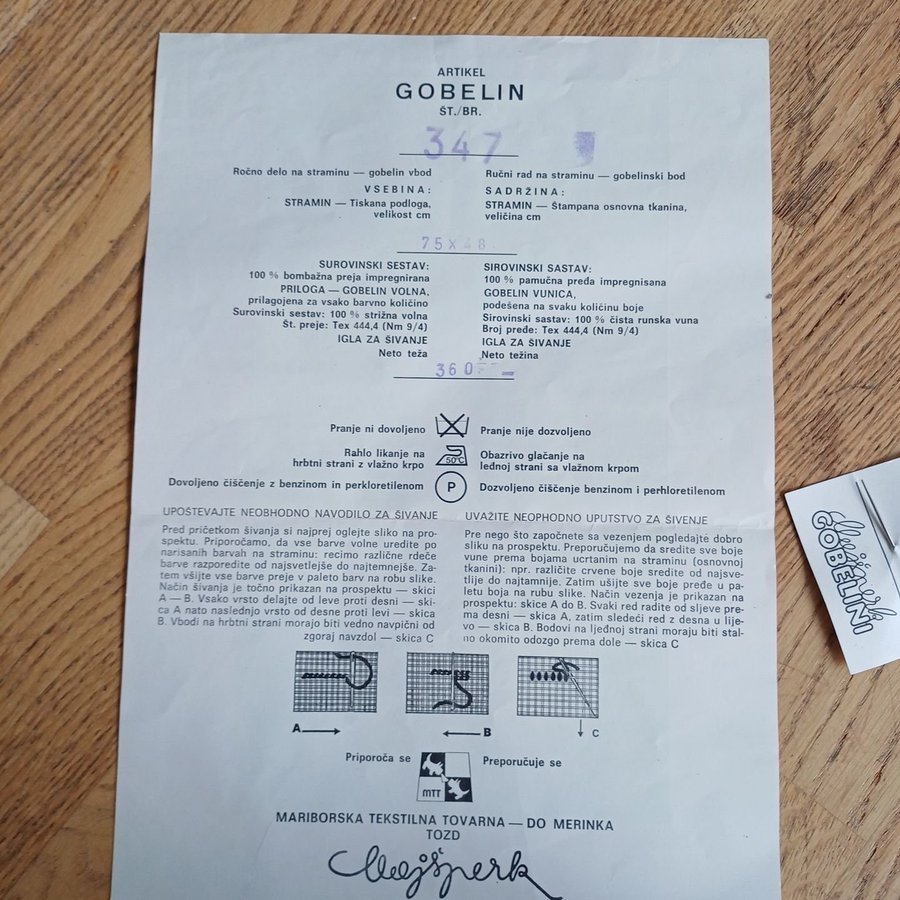 ARTIKEL
GOBELIN
ŠT./BR.
347
Ročno delo na straminu — gobelin vbod
VSEBINA:
STRAMIN — Tiskana podloga,
velikost cm
Ručni rad na straminu — gobelinski bod
SADRŽINA:
STRAMIN — Štampana osnovna tkanina,
veličina cm
75 x 48
SUROVINSKI SESTAV:
100 % bombažna preja impregnirana
PRILOGA — GOBELIN VOLNA,
prilagojena za vsako barvno količino
Surovinski sestav: 100 % strižna volna
Št. preje: Tex 444,4 (Nm 9/4)
IGLA ZA ŠIVANJE
Neto teža
SIROVINSKI SASTAV:
100 % pamučna preda impregnisana
GOBELIN VUNICA,
podešena na svaku količinu boje
Sirovinski sastav: 100 % čista runska vuna
Broj pređe: Tex 444,4 (Nm 9/4)
IGLA ZA ŠIVANJE
Neto težina
360
Pranje ni dovoljeno
Pranje nije dozvoljeno
Rahlo likanje na
hrbtni strani z vlažno krpo
50°C
Obazrivo glačanje na
leđnoj strani sa vlažnom krpom
Dovoljeno čiščenje z benzinom in perkloretilenom
P
Dozvoljeno čiščenje benzinom i perhloretilenom
UPOŠTEVAJTE NEOBHODNO NAVODILO ZA ŠIVANJE
Pred pričetkom šivanja si najprej oglejte sliko na pro-
spektu. Priporočamo, da vse barve volne uredite po
narisanih barvah na straminu: recimo različne rdeče
barve razporedite od najsvetlejše do najtemnejše. Za-
tem všijte vse barve preje v paleto barv na robu slike.
Način šivanja je točno prikazan na prospektu — skici
A — B. Vsako vrsto delajte od leve proti desni — ski-
ca A nato naslednjo vrsto od desne proti levi — skica
B. Vbodi na hrbtni strani morajo biti vedno navpični od
zgoraj navzdol — skica C
UVAŽITE NEOPHODNO UPUTSTVO ZA ŠIVENJE
Pre nego što započnete sa vezenjem pogledajte dobro
sliku na prospektu. Preporučujemo da sredite sve boje
vune prema bojama ucrtanim na straminu (osnovnoj
tkanini): npr. različite crvene boje sredite od najsve-
tlije do najtamnije. Zatim ušijte sve boje pređe u pa-
letu boja na robu slike. Način vezenja je prikazan na
prospektu: skice A do B. Svaki red radite od sljeve pre-
ma desni — skica A, zatim sledeći red z desna u lije-
vo — skica B. Bodovi na ljeđnoj strani moraju biti stal-
no okomito odozgo prema dole — skica C
A
B
C
Priporoča se
MTT
Preporučuje se
MARIBORSKA TEKSTILNA TOVARNA — DO MERINKA
TOZD
Majšperk
Majšperk
GOBELINI